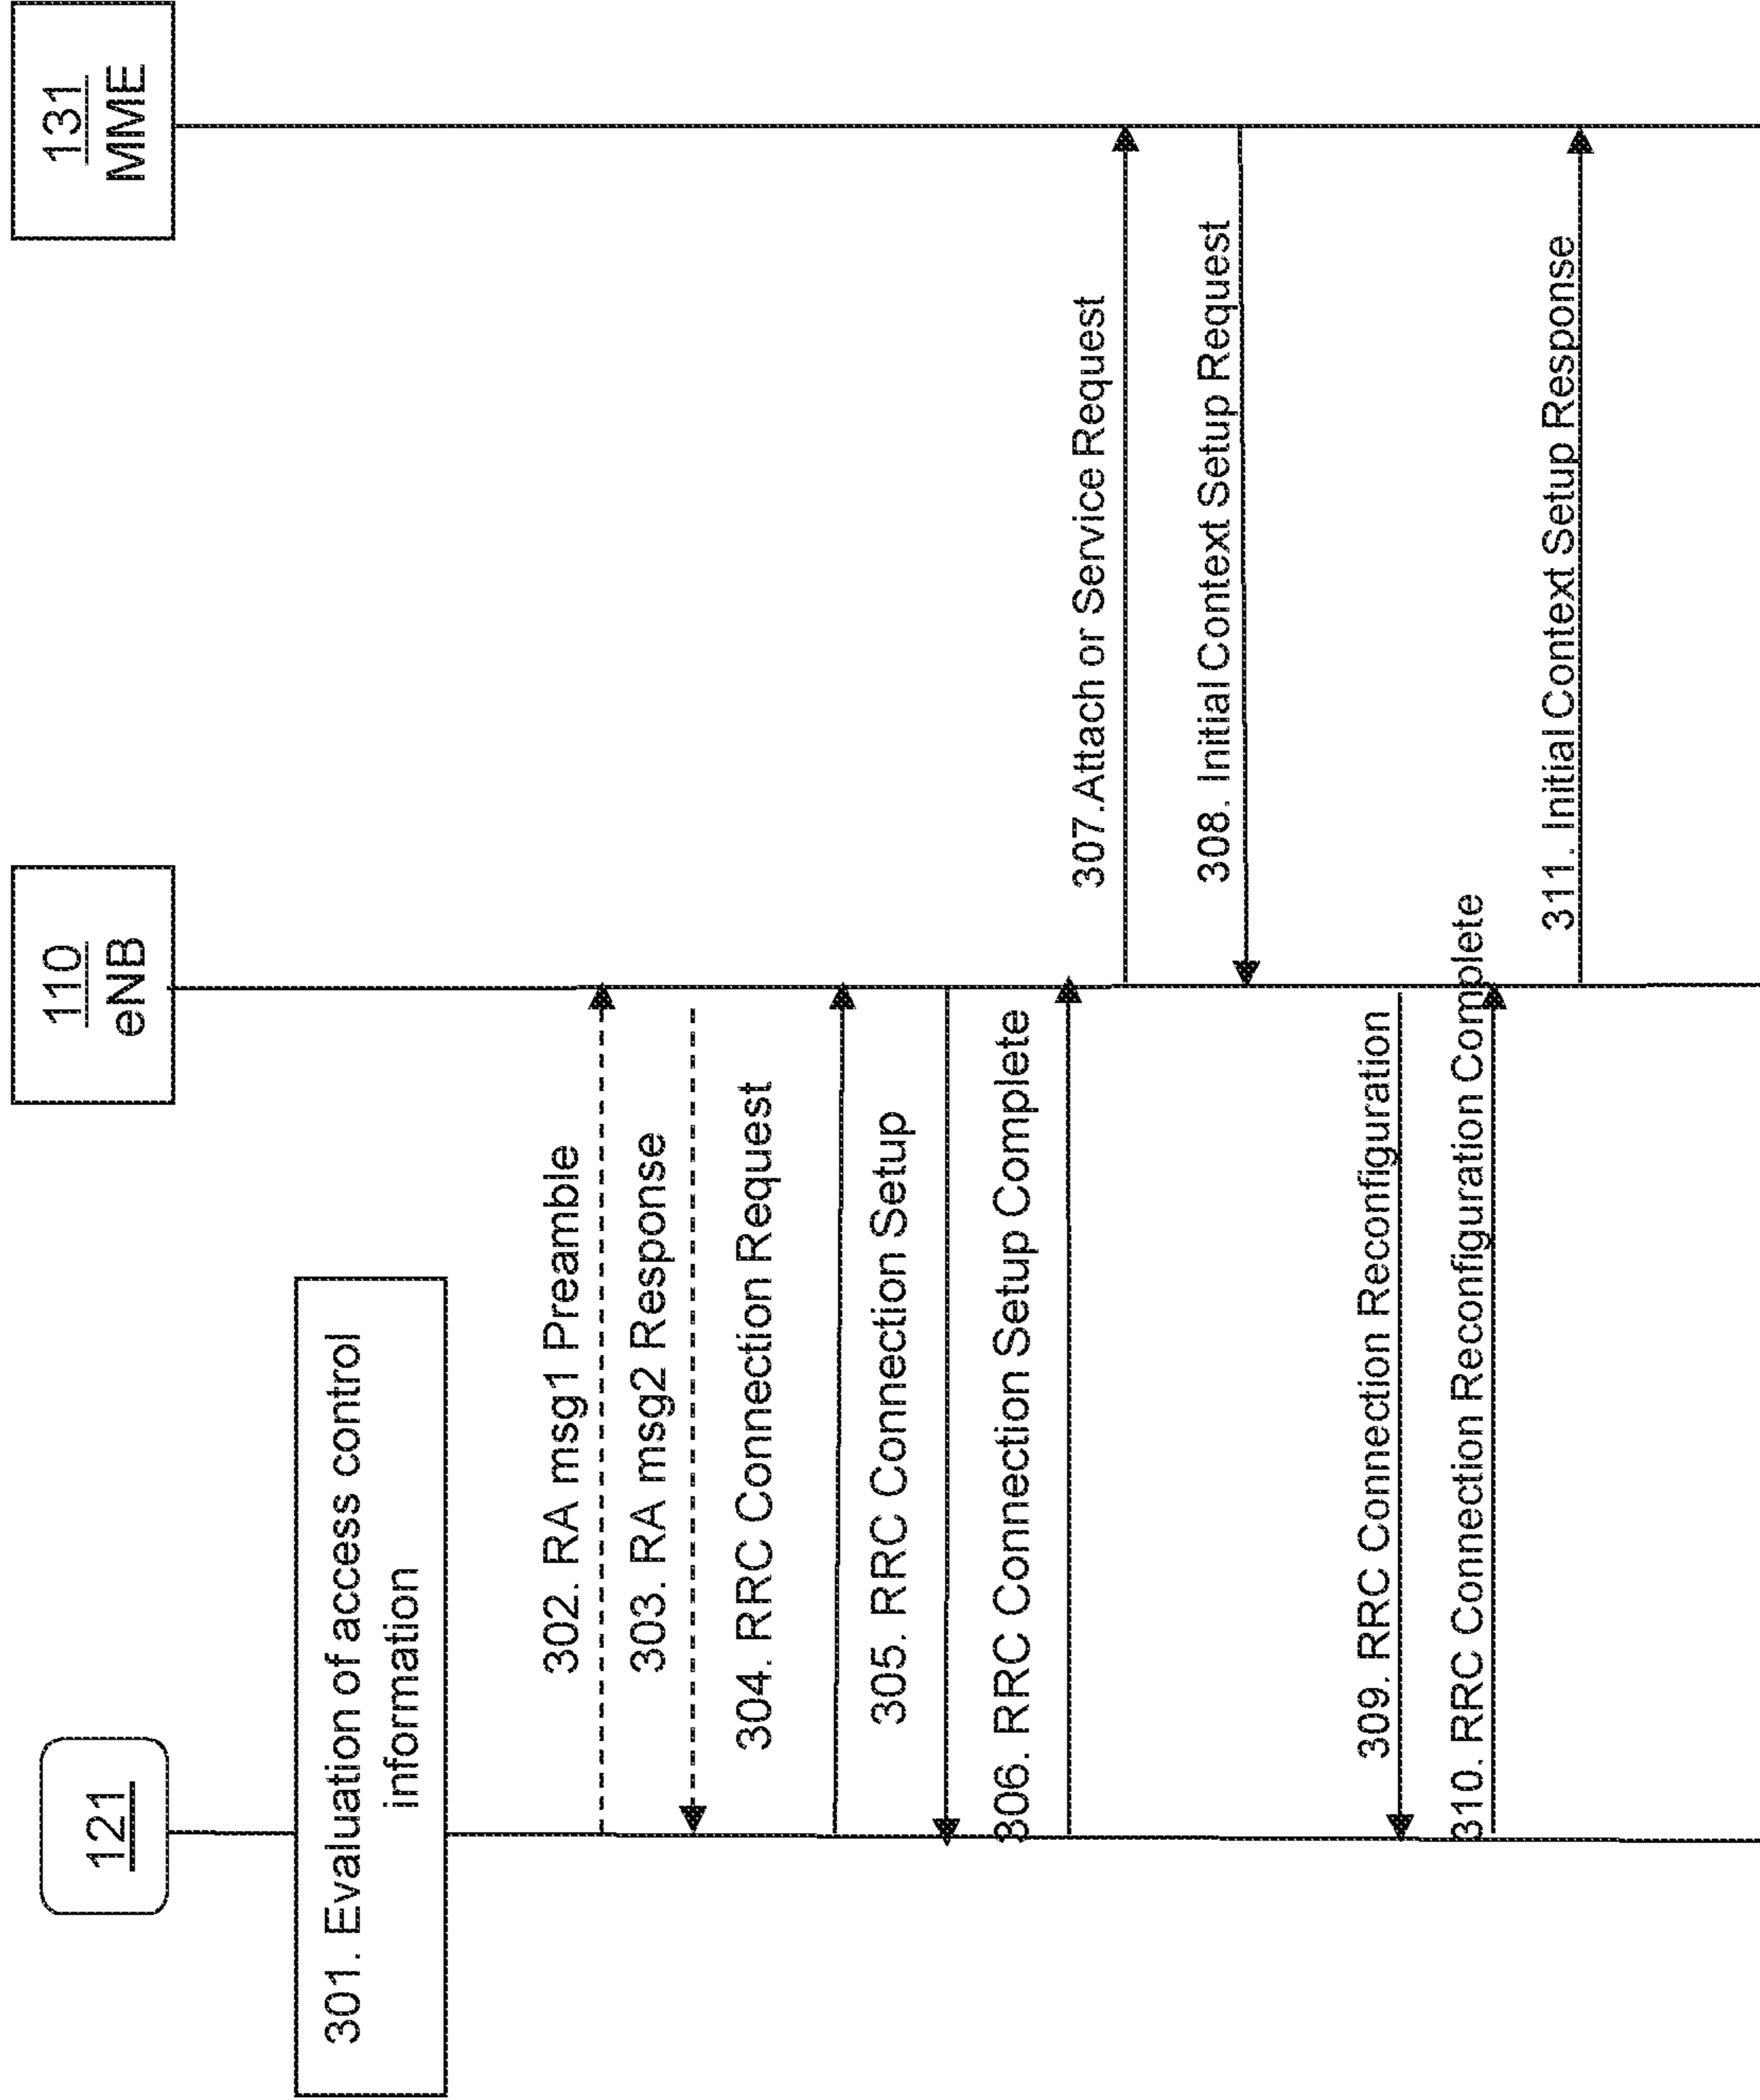 121
110
eNB
131
MME
301. Evaluation of access control
information
302. RA msg1 Preamble
303. RA msg2 Response
304. RRC Connection Request
305. RRC Connection Setup
306. RRC Connection Setup Complete
307.Attach or Service Request
308. Initial Context Setup Request
309. RRC Connection Reconfiguration
310. RRC Connection Reconfiguration Complete
311. Initial Context Setup Response